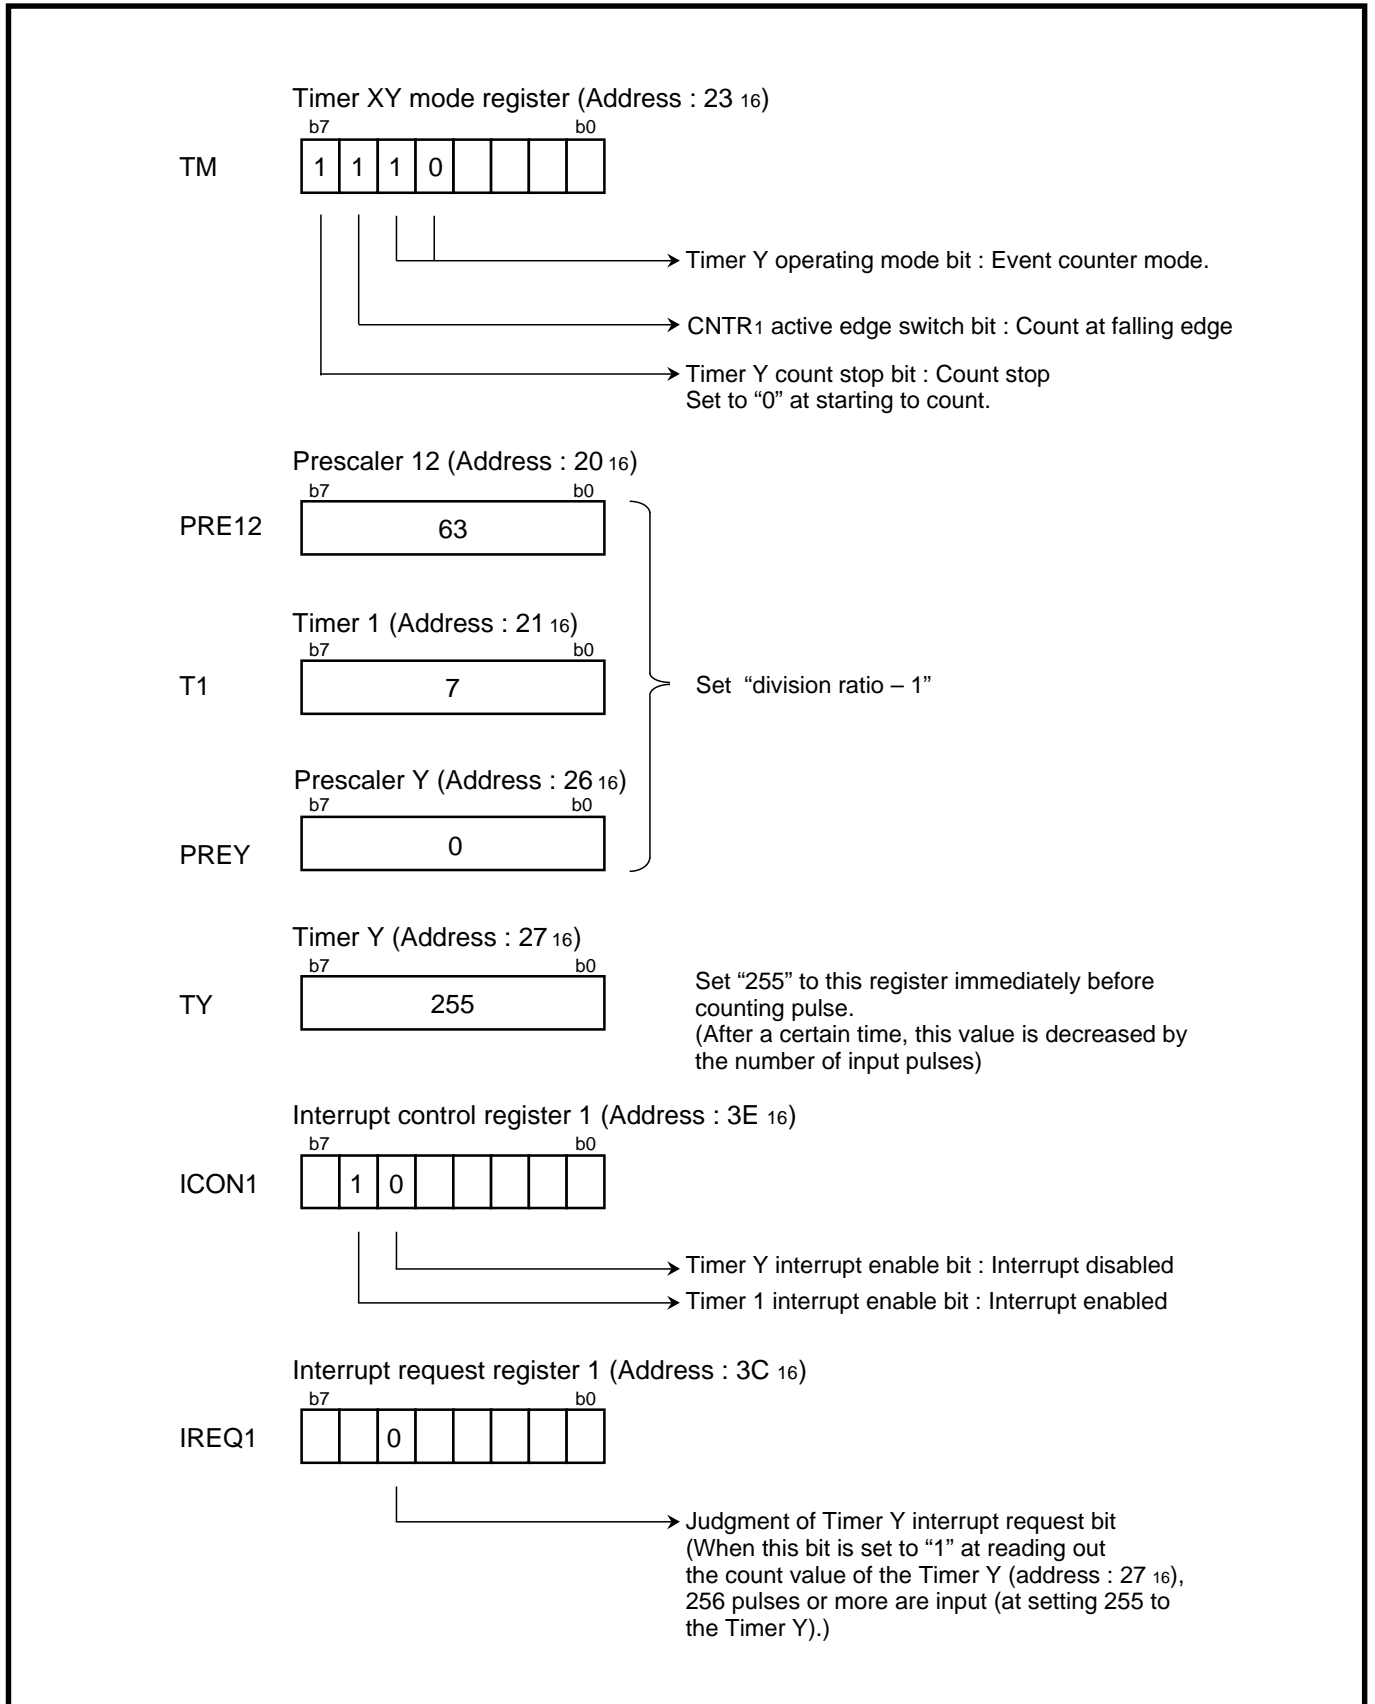 Timer XY mode register (Address : 23 16)
b7 b0
TM 1 1 1 0
Timer Y operating mode bit : Event counter mode.
CNTR1 active edge switch bit : Count at falling edge
Timer Y count stop bit : Count stop
Set to “0” at starting to count.
Prescaler 12 (Address : 20 16)
b7 b0
PRE12 63
Timer 1 (Address : 21 16)
b7 b0
T1 7 Set “division ratio – 1”
Prescaler Y (Address : 26 16)
b7 b0
PREY 0
Timer Y (Address : 27 16)
b7 b0
TY 255
Set “255” to this register immediately before
counting pulse.
(After a certain time, this value is decreased by
the number of input pulses)
Interrupt control register 1 (Address : 3E 16)
b7 b0
ICON1 1 0
Timer Y interrupt enable bit : Interrupt disabled
Timer 1 interrupt enable bit : Interrupt enabled
Interrupt request register 1 (Address : 3C 16)
b7 b0
IREQ1 0
Judgment of Timer Y interrupt request bit
(When this bit is set to “1” at reading out
the count value of the Timer Y (address : 27 16),
256 pulses or more are input (at setting 255 to
the Timer Y).)